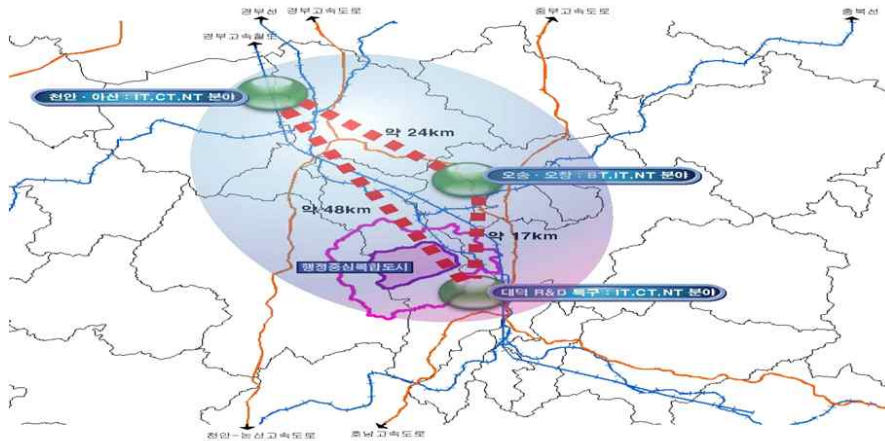 경부선
경부고속도로
중부고속도로
충북선
경부고속철도
천안·아산 : IT.CT.NT 분야
약 24km
오송·오창 : BT.IT.NT 분야
약 48km
약 17km
행정중심복합도시
대덕 R&D 특구 : IT.CT.NT 분야
천안-논산고속도로
호남고속도로